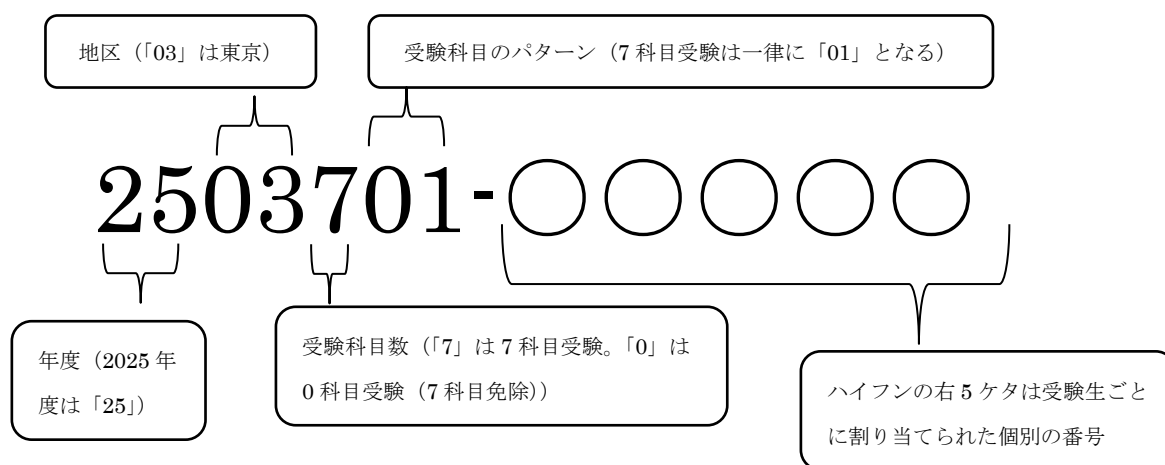 地区（「03」は東京）
受験科目のパターン（7 科目受験は一律に「01」となる）
2503701-○○○○○
年度（2025 年
度は「25」）
受験科目数（「7」は 7 科目受験。「0」は
0 科目受験（7 科目免除））
ハイフンの右 5 ケタは受験生ごと
に割り当てられた個別の番号